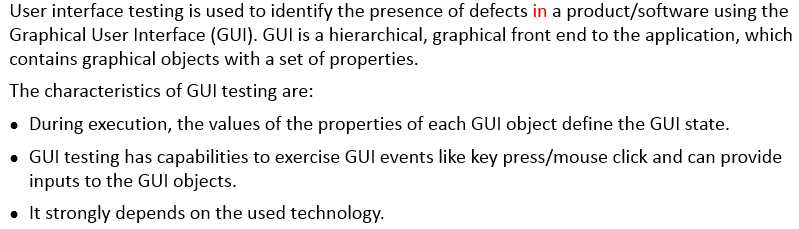 User interface testing is used to identify the presence of defects in a product/software using the
Graphical User Interface (GUI). GUI is a hierarchical, graphical front end to the application, which
contains graphical objects with a set of properties.
The characteristics of GUI testing are:
• During execution, the values of the properties of each GUI object define the GUI state.
• GUI testing has capabilities to exercise GUI events like key press/mouse click and can provide
inputs to the GUI objects.
• It strongly depends on the used technology.